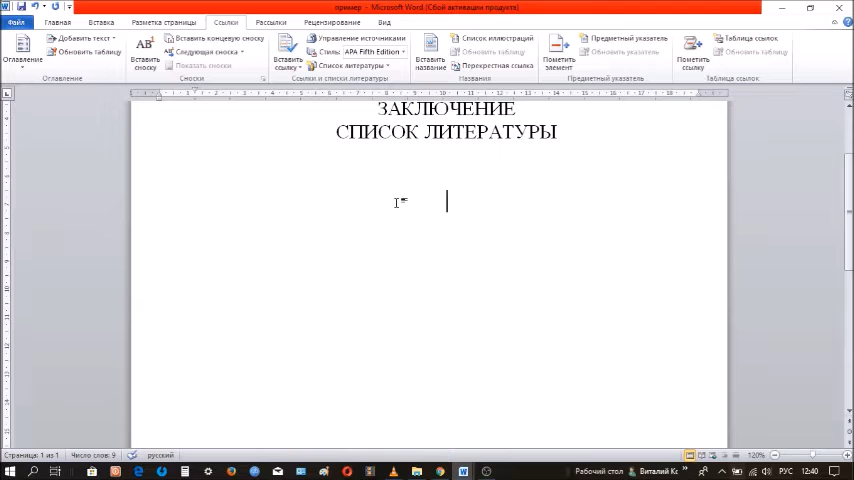 пример - Microsoft Word (Сбой активации продукта)
Файл Главная Вставка Разметка страницы Ссылки Рассылки Рецензирование Вид
Оглавление
Добавить текст
Обновить таблицу
Оглавление
AB¹
Вставить сноску
Вставить концевую сноску
Следующая сноска
Показать сноски
Сноски
Вставить ссылку
Управление источниками
Стиль: APA Fifth Edition
Список литературы
Ссылки и списки литературы
Вставить название
Список иллюстраций
Обновить таблицу
Перекрестная ссылка
Названия
Пометить элемент
Предметный указатель
Обновить указатель
Предметный указатель
Пометить ссылку
Таблица ссылок
Обновить таблицу
Таблица ссылок
ЗАКЛЮЧЕНИЕ
СПИСОК ЛИТЕРАТУРЫ
Страница: 1 из 1 Число слов: 9 русский 120%
Рабочий стол Виталий Кс РУС 12:40